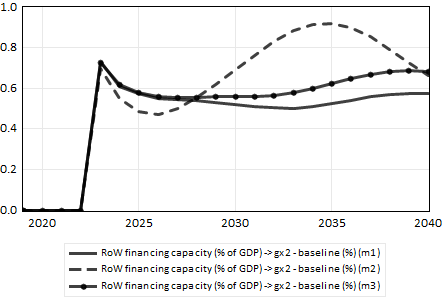 1.0
0.8
0.6
0.4
0.2
0.0
2020 2025 2030 2035 2040
RoW financing capacity (% of GDP) -> gx2 - baseline (%) (m1)
RoW financing capacity (% of GDP) -> gx2 - baseline (%) (m2)
RoW financing capacity (% of GDP) -> gx2 - baseline (%) (m3)